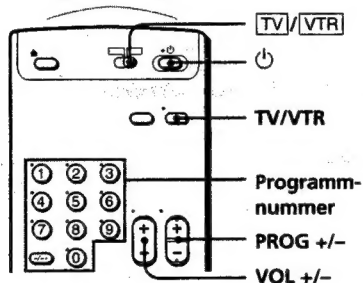 TV / VTR
⏻
TV/VTR
1 2 3
4 5 6
7 8 9
-/-- 0
Programm-
nummer
+ +
- -
PROG +/–
VOL +/–